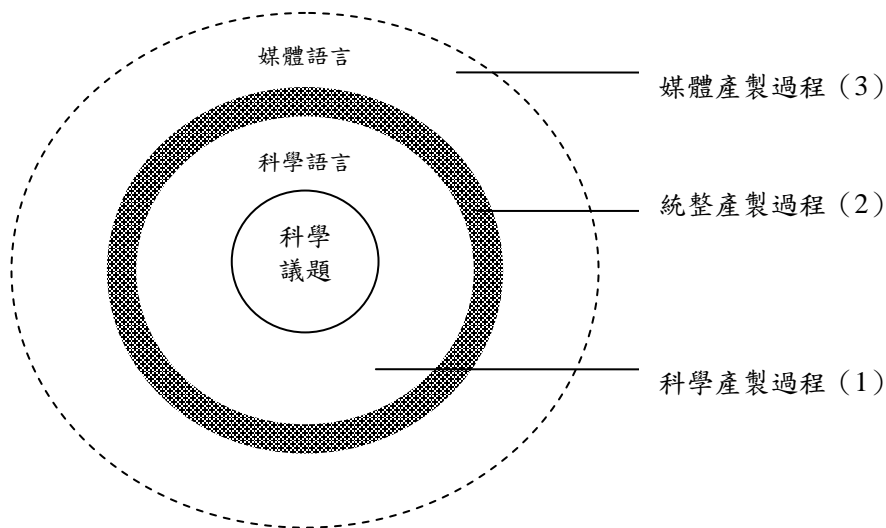 媒體語言
媒體產製過程（3）
科學語言
統整產製過程（2）
科學
議題
科學產製過程（1）